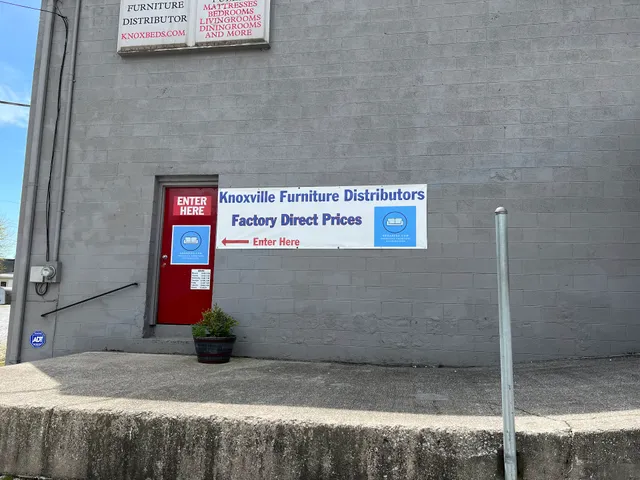 FURNITURE
DISTRIBUTOR
KNOXBEDS.COM
MATTRESSES
BEDROOMS
LIVINGROOMS
DININGROOMS
AND MORE
ENTER
HERE
Knoxville Furniture Distributors
Factory Direct Prices
Enter Here
ADT